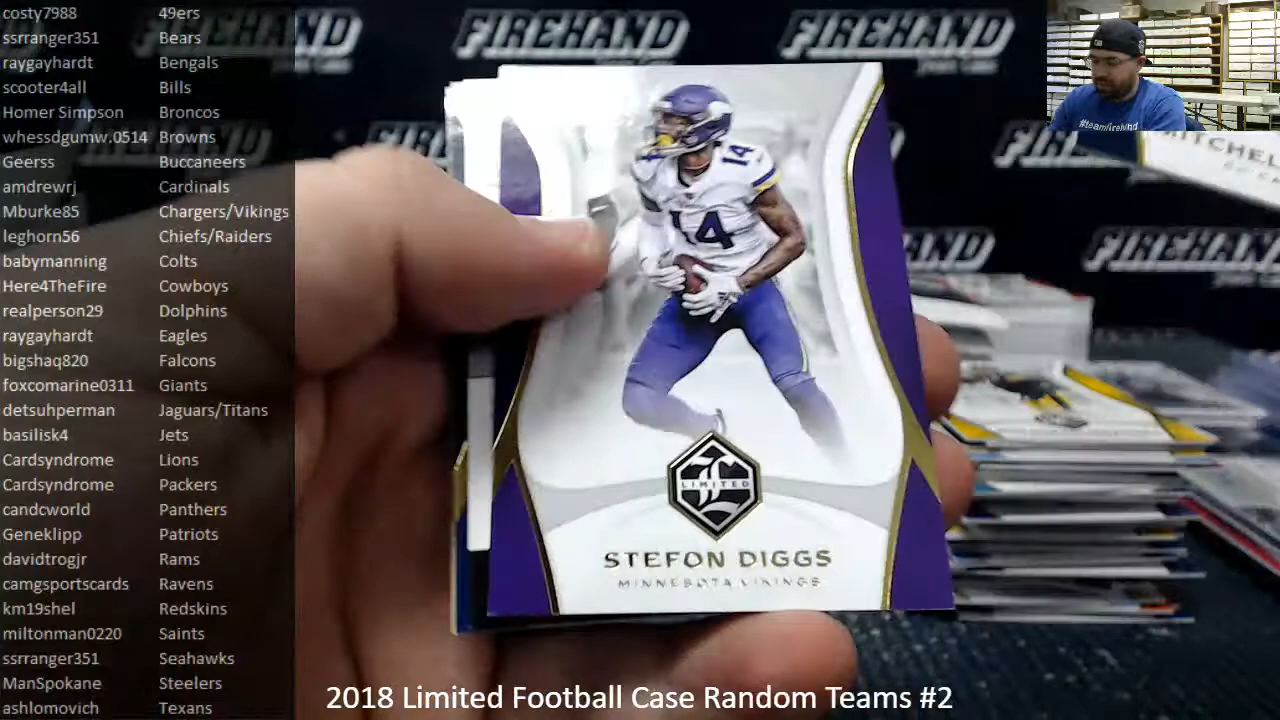 costy7988 49ers
ssrranger351 Bears
raygayhardt Bengals
scooter4all Bills
Homer Simpson Broncos
whessdgumw.0514 Browns
Geerss Buccaneers
amdrewrj Cardinals
Mburke85 Chargers/Vikings
leghorn56 Chiefs/Raiders
babymanning Colts
Here4TheFire Cowboys
realperson29 Dolphins
raygayhardt Eagles
bigshaq820 Falcons
foxcomarine0311 Giants
detsuhperman Jaguars/Titans
basilisk4 Jets
Cardsyndrome Lions
Cardsyndrome Packers
candcworld Panthers
Geneklipp Patriots
davidtrogjr Rams
camgsportscards Ravens
km19shel Redskins
miltonman0220 Saints
ssrranger351 Seahawks
ManSpokane Steelers
ashlomovich Texans
FIREHAND
FIREHAND
FIREHAND
#teamfirehand
MITCHEL
14
14
LIMITED
STEFON DIGGS
MINNESOTA VIKINGS
2018 Limited Football Case Random Teams #2